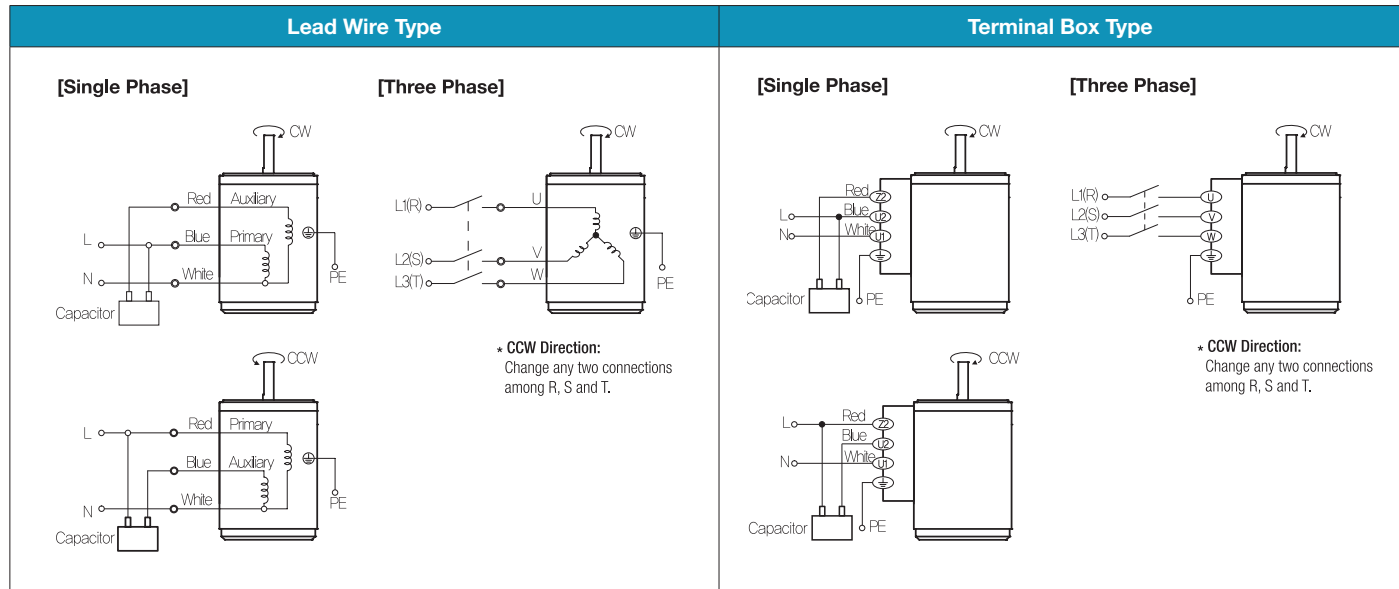 Lead Wire Type
Terminal Box Type
[Single Phase]
[Three Phase]
CW
Red
Auxiliary
L
Blue
Primary
N
White
PE
Capacitor
CW
L1(R)
U
L2(S)
V
L3(T)
W
PE
* CCW Direction:
Change any two connections
among R, S and T.
CCW
L
Red
Primary
Blue
Auxiliary
N
White
PE
Capacitor
[Single Phase]
[Three Phase]
CW
Red
Z2
L
Blue
U2
N
White
U1
Capacitor
PE
CW
L1(R)
U
L2(S)
V
L3(T)
W
PE
* CCW Direction:
Change any two connections
among R, S and T.
CCW
L
Red
Z2
Blue
U2
N
White
U1
Capacitor
PE